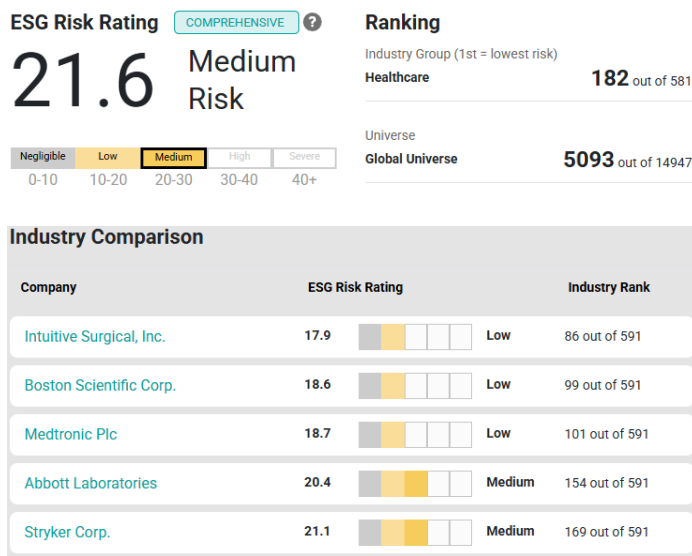 ESG Risk Rating COMPREHENSIVE ?
21.6 Medium Risk
Negligible Low Medium High Severe
0-10 10-20 20-30 30-40 40+
Ranking
Industry Group (1st = lowest risk)
Healthcare 182 out of 581
Universe
Global Universe 5093 out of 14947
Industry Comparison
Company ESG Risk Rating Industry Rank
Intuitive Surgical, Inc. 17.9 Low 86 out of 591
Boston Scientific Corp. 18.6 Low 99 out of 591
Medtronic Plc 18.7 Low 101 out of 591
Abbott Laboratories 20.4 Medium 154 out of 591
Stryker Corp. 21.1 Medium 169 out of 591